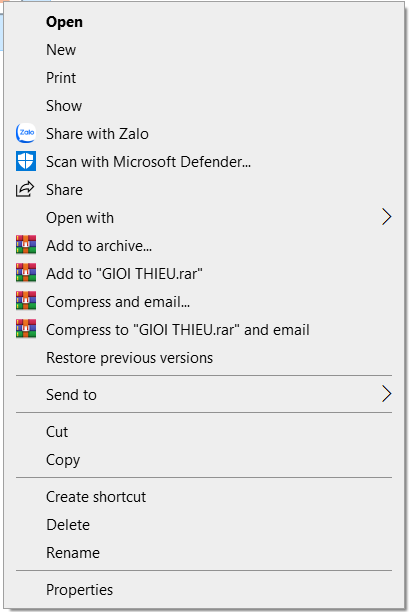 Open
New
Print
Show
Zalo
Share with Zalo
Scan with Microsoft Defender...
Share
Open with
Add to archive...
Add to "GIOI THIEU.rar"
Compress and email...
Compress to "GIOI THIEU.rar" and email
Restore previous versions
Send to
Cut
Copy
Create shortcut
Delete
Rename
Properties